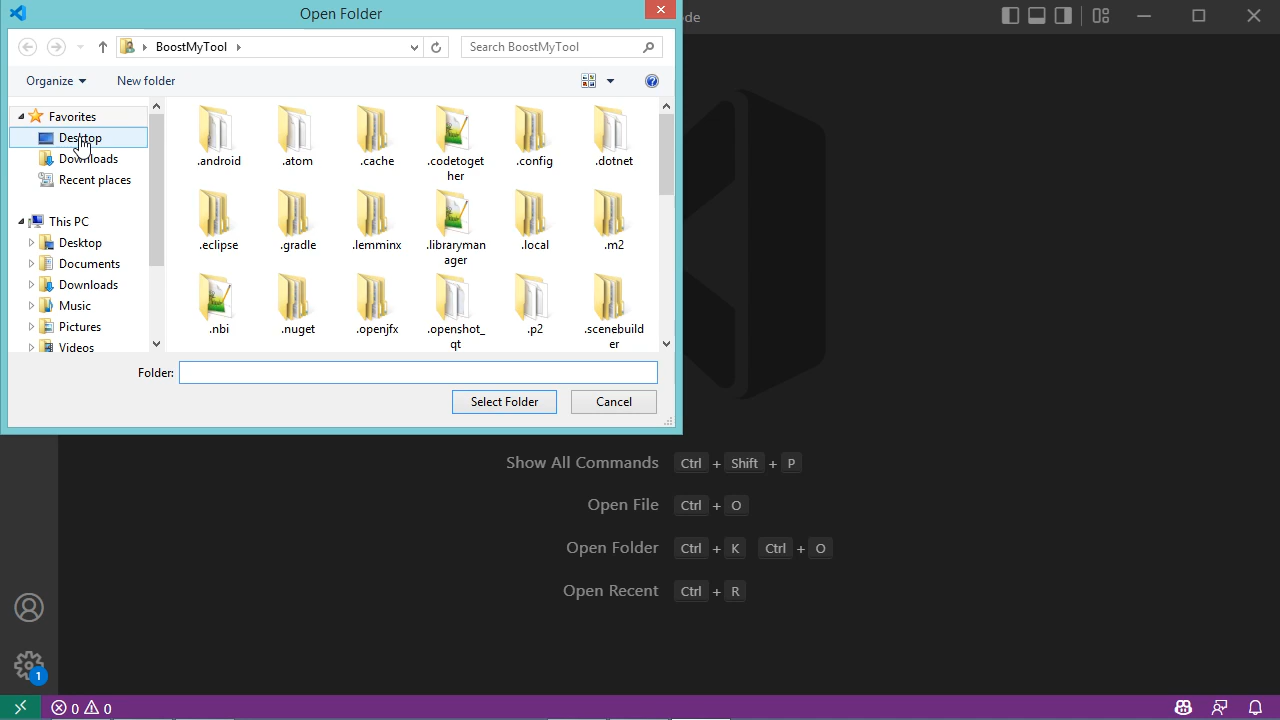 Open Folder
de
BoostMyTool
Search BoostMyTool
Organize
New folder
Favorites
Desktop
Downloads
Recent places
This PC
Desktop
Documents
Downloads
Music
Pictures
Videos
.android
.atom
.cache
.codetoget
her
.config
.dotnet
.eclipse
.gradle
.lemminx
.libraryman
ager
.local
.m2
.nbi
.nuget
.openjfx
.openshot_
qt
.p2
.scenebuild
er
Folder:
Select Folder
Cancel
Show All Commands Ctrl + Shift + P
Open File Ctrl + O
Open Folder Ctrl + K Ctrl + O
Open Recent Ctrl + R
1
0 0